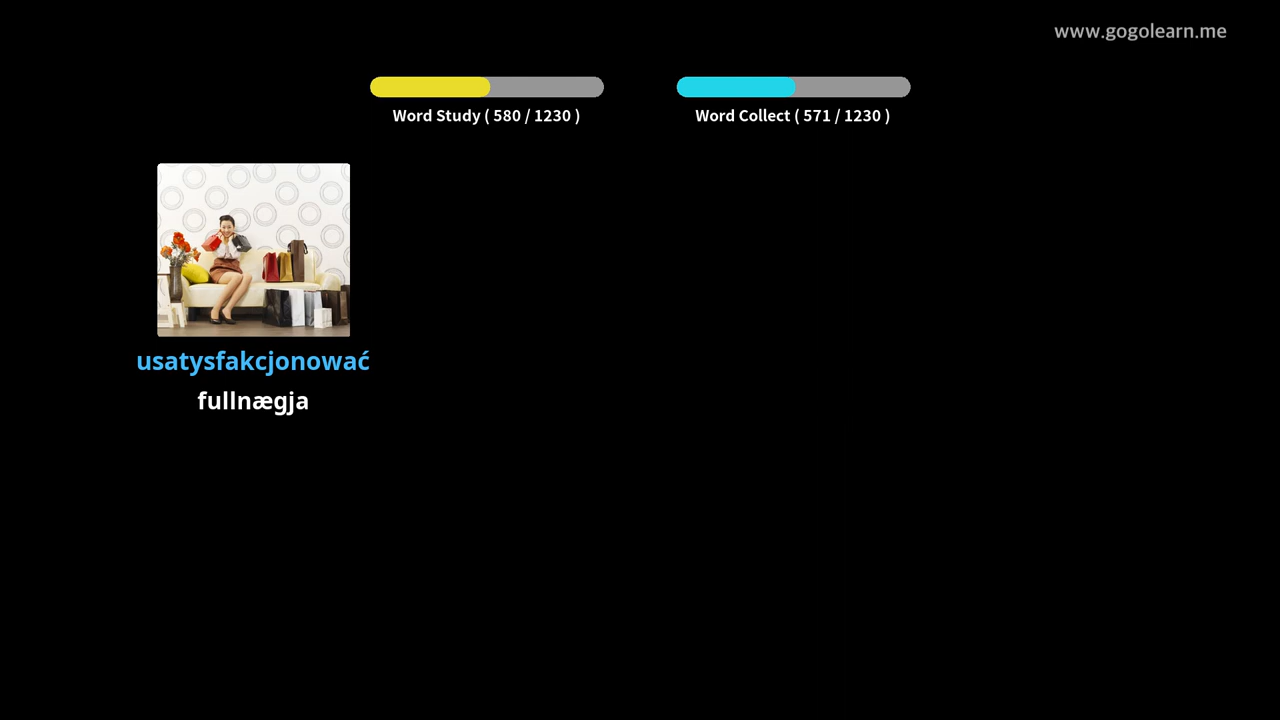 www.gogolearn.me
Word Study ( 580 / 1230 )
Word Collect ( 571 / 1230 )
usatysfakcjonować
fullnægja